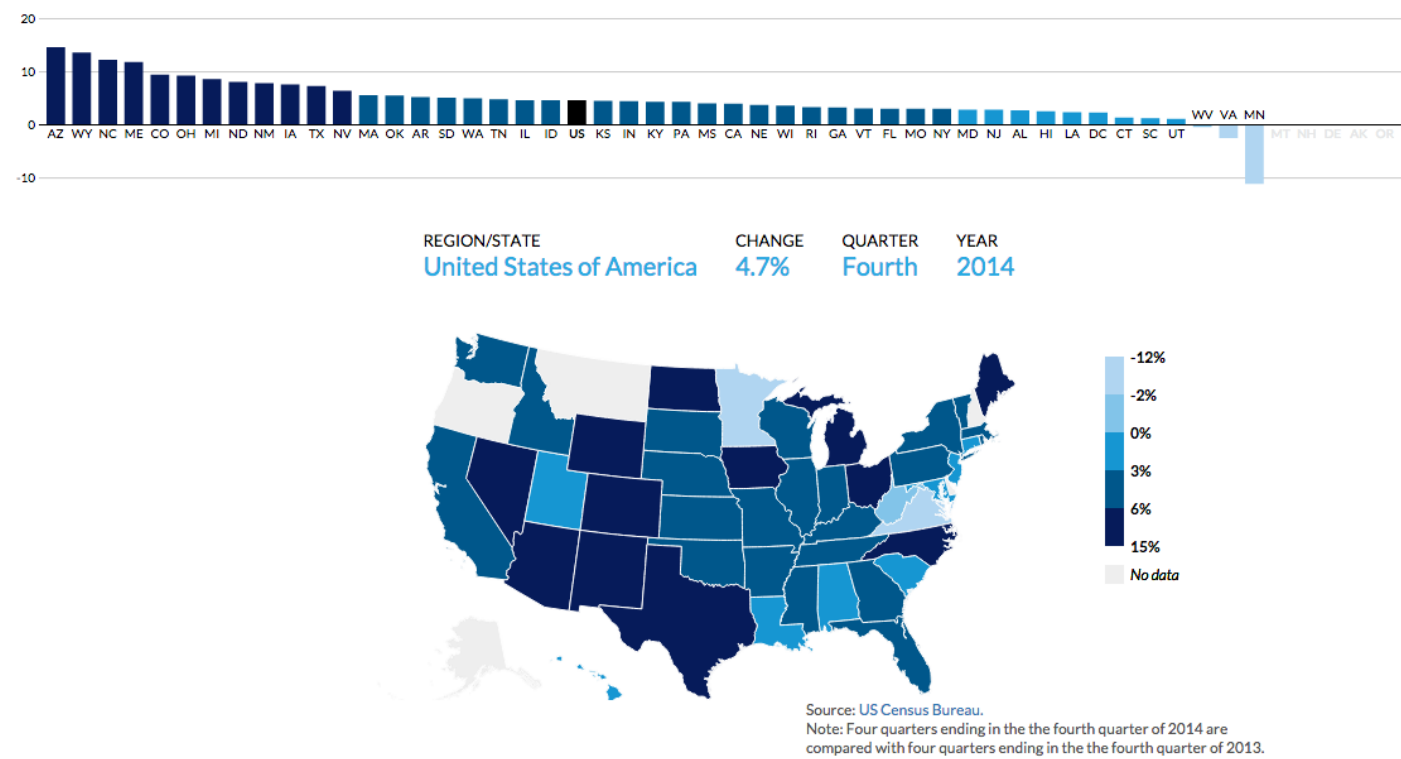 20
10
0
AZ WY NC ME CO OH MI ND NM IA TX NV MA OK AR SD WA TN IL ID US KS IN KY PA MS CA NE WI RI GA VT FL MO NY MD NJ AL HI LA DC CT SC UT WV VA MN MT NH DE AK OR
-10
REGION/STATE CHANGE QUARTER YEAR
United States of America 4.7% Fourth 2014
-12%
-2%
0%
3%
6%
15%
No data
Source: US Census Bureau.
Note: Four quarters ending in the the fourth quarter of 2014 are
compared with four quarters ending in the the fourth quarter of 2013.